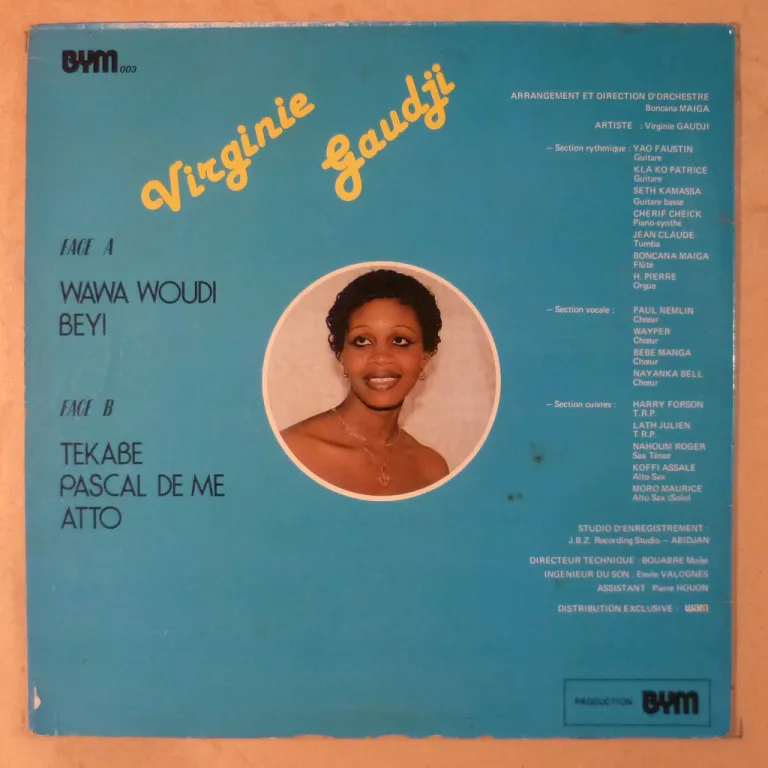 BYM 003
Virginie Gaudji
FACE A
WAWA WOUDI
BEYI
FACE B
TEKABE
PASCAL DE ME
ATTO
ARRANGEMENT ET DIRECTION D'ORCHESTRE
Boncana MAIGA
ARTISTE : Virginie GAUDJI
– Section rythmique : YAO FAUSTIN
Guitare
KLA KO PATRICE
Guitare
SETH KAMASSA
Guitare basse
CHERIF CHEICK
Piano-synthe
JEAN CLAUDE
Tumba
BONCANA MAIGA
Flûte
H. PIERRE
Orgue
– Section vocale : PAUL NEMLIN
Chœur
WAYPER
Chœur
BEBE MANGA
Chœur
NAYANKA BELL
Chœur
– Section cuivres : HARRY FORSON
T.R.P.
LATH JULIEN
T.R.P.
NAHOUM ROGER
Sax Ténor
KOFFI ASSALE
Alto Sax
MORO MAURICE
Alto Sax (Solo)
STUDIO D'ENREGISTREMENT :
J.B.Z. Recording Studio – ABIDJAN
DIRECTEUR TECHNIQUE : BOUABRE Moïse
INGENIEUR DU SON : Emile VALOGNES
ASSISTANT Pierre HOUON
DISTRIBUTION EXCLUSIVE : wam
PRODUCTION BYM